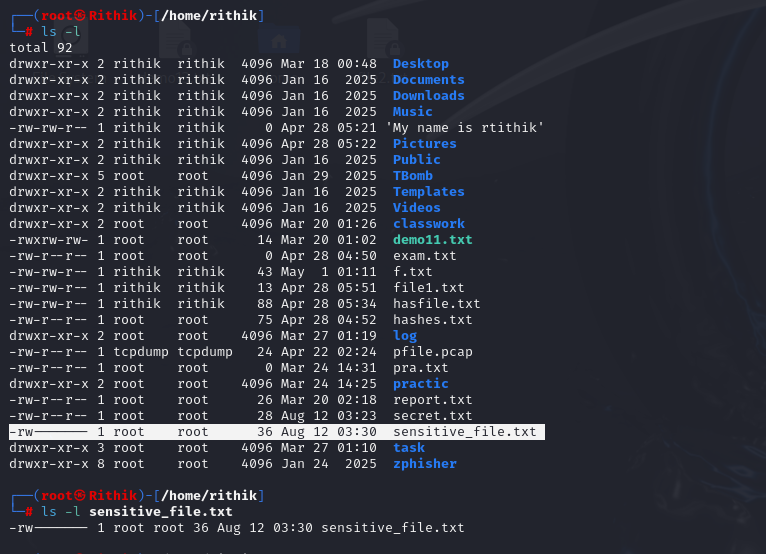 ┌──(root㉿Rithik)-[/home/rithik]
└─# ls -l
total 92
drwxr-xr-x 2 rithik  rithik  4096 Mar 18 00:48  Desktop
drwxr-xr-x 2 rithik  rithik  4096 Jan 16  2025  Documents
drwxr-xr-x 2 rithik  rithik  4096 Jan 16  2025  Downloads
drwxr-xr-x 2 rithik  rithik  4096 Jan 16  2025  Music
-rw-rw-r-- 1 rithik  rithik     0 Apr 28 05:21 'My name is rtithik'
drwxr-xr-x 2 rithik  rithik  4096 Apr 28 05:22  Pictures
drwxr-xr-x 2 rithik  rithik  4096 Jan 16  2025  Public
drwxr-xr-x 5 root    root    4096 Jan 29  2025  TBomb
drwxr-xr-x 2 rithik  rithik  4096 Jan 16  2025  Templates
drwxr-xr-x 2 rithik  rithik  4096 Jan 16  2025  Videos
drwxr-xr-x 2 root    root    4096 Mar 20 01:26  classwork
-rwxrw-rw- 1 root    root      14 Mar 20 01:02  demo11.txt
-rw-r--r-- 1 root    root       0 Apr 28 04:50  exam.txt
-rw-r--r-- 1 rithik  rithik    43 May  1 01:11  f.txt
-rw-r--r-- 1 rithik  rithik    13 Apr 28 05:51  file1.txt
-rw-r--r-- 1 rithik  rithik    88 Apr 28 05:34  hasfile.txt
-rw-r--r-- 1 root    root      75 Apr 28 04:52  hashes.txt
drwxr-xr-x 2 root    root    4096 Mar 27 01:19  log
-rw-r--r-- 1 tcpdump tcpdump   24 Apr 22 02:24  pfile.pcap
-rw-r--r-- 1 root    root       0 Mar 24 14:31  pra.txt
drwxr-xr-x 2 root    root    4096 Mar 24 14:25  practic
-rw-r--r-- 1 root    root      26 Mar 20 02:18  report.txt
-rw-r--r-- 1 root    root      28 Aug 12 03:23  secret.txt
-rw------- 1 root    root      36 Aug 12 03:30  sensitive_file.txt
drwxr-xr-x 3 root    root    4096 Mar 27 01:10  task
drwxr-xr-x 8 root    root    4096 Jan 24  2025  zphisher
┌──(root㉿Rithik)-[/home/rithik]
└─# ls -l sensitive_file.txt
-rw------- 1 root root 36 Aug 12 03:30 sensitive_file.txt